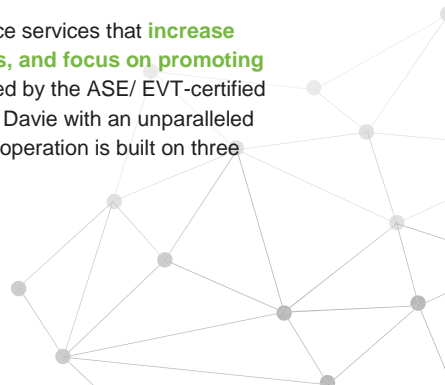 ce services that increase
s, and focus on promoting
ed by the ASE/ EVT-certified
Davie with an unparalleled
operation is built on three